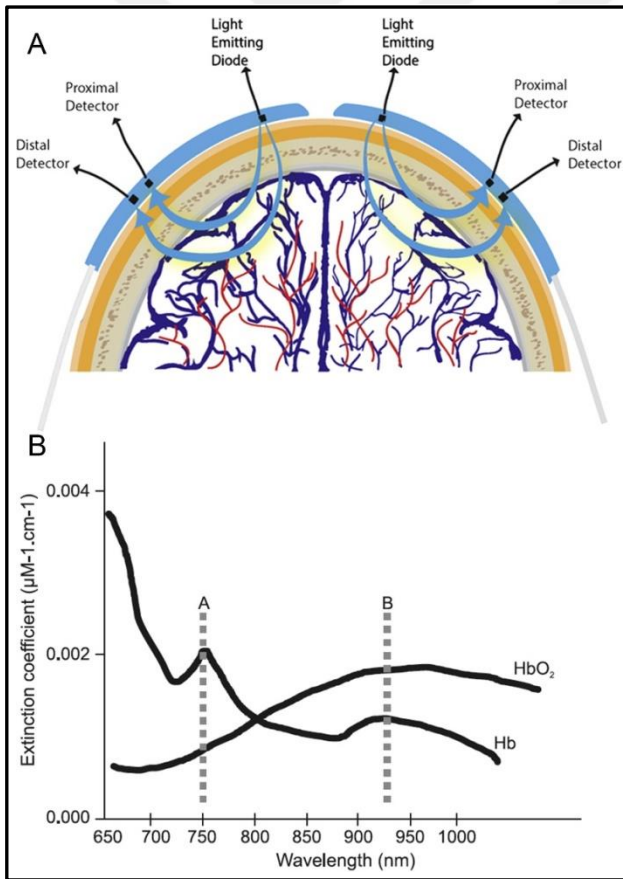 A
Light
Emitting
Diode
Light
Emitting
Diode
Proximal
Detector
Proximal
Detector
Distal
Detector
Distal
Detector
B
Extinction coefficient (µM-1.cm-1)
0.004
0.002
0.000
A
B
HbO₂
Hb
650 700 750 800 850 900 950 1000
Wavelength (nm)